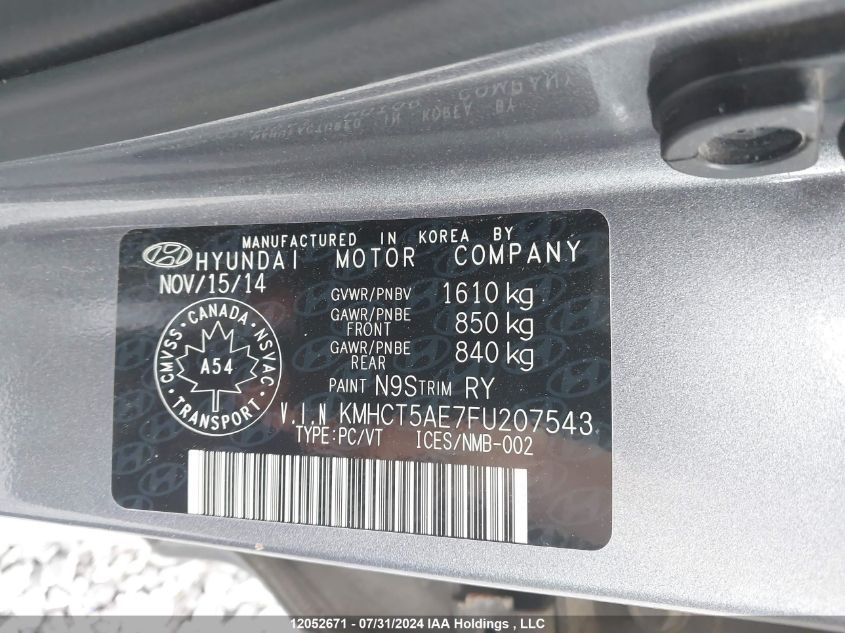 MANUFACTURED IN KOREA BY
HYUNDAI MOTOR COMPANY
NOV/15/14
GVWR/PNBV 1610 kg
GAWR/PNBE FRONT 850 kg
GAWR/PNBE REAR 840 kg
CMVSS · CANADA · NSVAC
A54
TRANSPORT
PAINT N9S TRIM RY
V.I.N KMHCT5AE7FU207543
TYPE:PC/VT ICES/NMB-002
12052671 - 07/31/2024 IAA Holdings , LLC